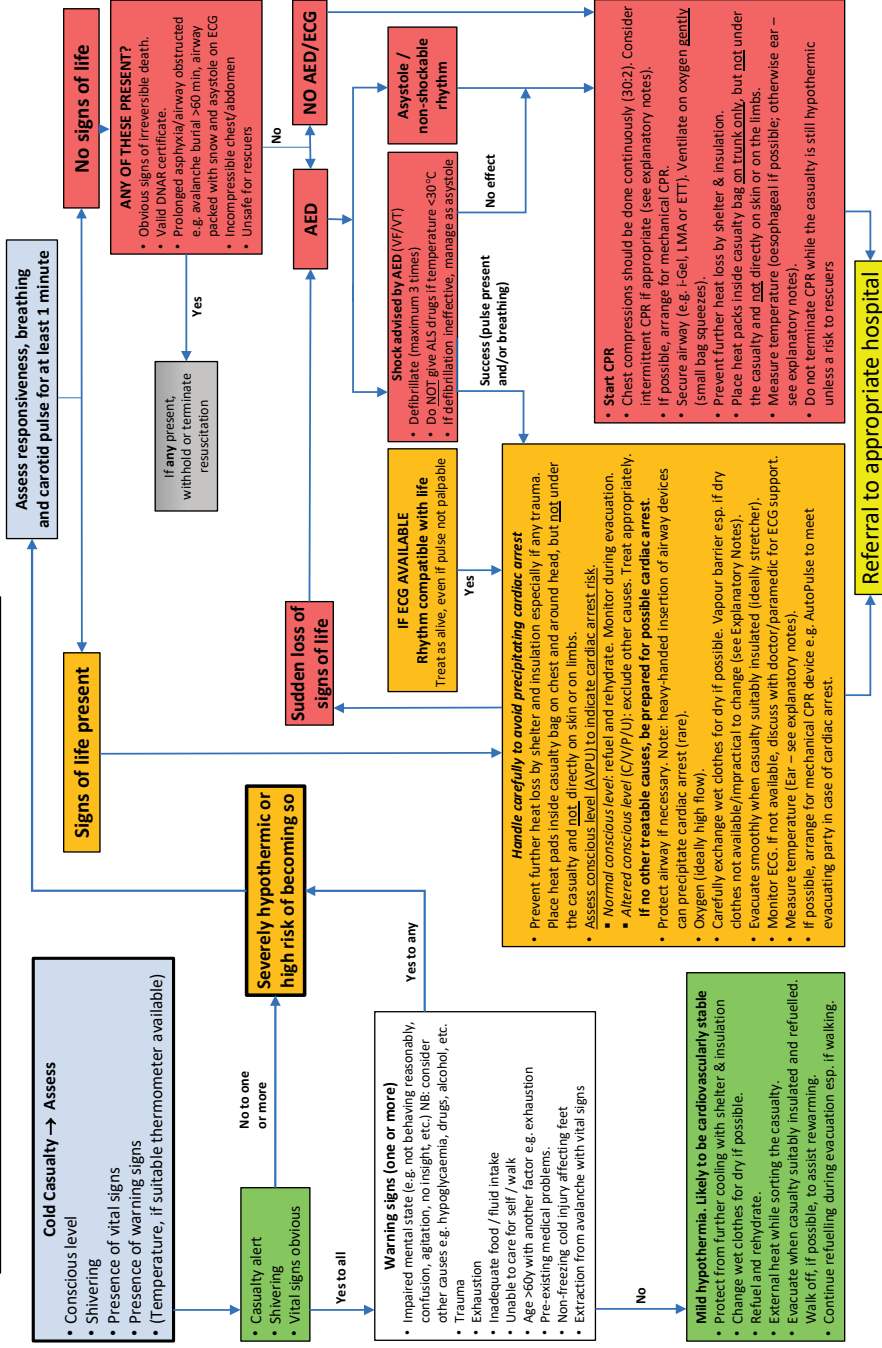 Cold Casualty → Assess
• Conscious level
• Shivering
• Presence of vital signs
• Presence of warning signs
• (Temperature, if suitable thermometer available)
• Casualty alert
• Shivering
• Vital signs obvious
No to one
or more
Yes to all
Warning signs (one or more)
• Impaired mental state (e.g. not behaving reasonably,
confusion, agitation, no insight, etc.) NB: consider
other causes e.g. hypoglycaemia, drugs, alcohol, etc.
• Trauma
• Exhaustion
• Inadequate food / fluid intake
• Unable to care for self / walk
• Age >60y with another factor e.g. exhaustion
• Pre-existing medical problems.
• Non-freezing cold injury affecting feet
• Extraction from avalanche with vital signs
Yes to any
No
Mild hypothermia. Likely to be cardiovascularly stable
• Protect from further cooling with shelter & insulation
• Change wet clothes for dry if possible.
• Refuel and rehydrate.
• External heat while sorting the casualty.
• Evacuate when casualty suitably insulated and refuelled.
Walk off, if possible, to assist rewarming.
• Continue refuelling during evacuation esp. if walking.
Severely hypothermic or
high risk of becoming so
Assess responsiveness, breathing
and carotid pulse for at least 1 minute
Signs of life present
No signs of life
ANY OF THESE PRESENT?
• Obvious signs of irreversible death.
• Valid DNAR certificate.
• Prolonged asphyxia/airway obstructed
e.g. avalanche burial >60 min, airway
packed with snow and asystole on ECG
• Incompressible chest/abdomen
• Unsafe for rescuers
Yes
If any present,
withhold or terminate
resuscitation
No
Sudden loss of
signs of life
AED
NO AED/ECG
IF ECG AVAILABLE
Rhythm compatible with life
Treat as alive, even if pulse not palpable
Yes
Shock advised by AED (VF/VT)
• Defibrillate (maximum 3 times)
• Do NOT give ALS drugs if temperature <30°C
• If defibrillation ineffective, manage as asystole
Asystole /
non-shockable
rhythm
Success (pulse present
and/or breathing)
No effect
Handle carefully to avoid precipitating cardiac arrest
• Prevent further heat loss by shelter and insulation especially if any trauma.
Place heat pads inside casualty bag on chest and around head, but not under
the casualty and not directly on skin or on limbs.
• Assess conscious level (AVPU) to indicate cardiac arrest risk.
▪ Normal conscious level: refuel and rehydrate. Monitor during evacuation.
▪ Altered conscious level (C/V/P/U): exclude other causes. Treat appropriately.
If no other treatable causes, be prepared for possible cardiac arrest.
• Protect airway if necessary. Note: heavy-handed insertion of airway devices
can precipitate cardiac arrest (rare).
• Oxygen (ideally high flow).
• Carefully exchange wet clothes for dry if possible. Vapour barrier esp. if dry
clothes not available/impractical to change (see Explanatory Notes).
• Evacuate smoothly when casualty suitably insulated (ideally stretcher).
• Monitor ECG. If not available, discuss with doctor/paramedic for ECG support.
• Measure temperature (Ear – see explanatory notes).
• If possible, arrange for mechanical CPR device e.g. AutoPulse to meet
evacuating party in case of cardiac arrest.
• Start CPR
• Chest compressions should be done continuously (30:2). Consider
intermittent CPR if appropriate (see explanatory notes).
• If possible, arrange for mechanical CPR.
• Secure airway (e.g. i-Gel, LMA or ETT). Ventilate on oxygen gently
(small bag squeezes).
• Prevent further heat loss by shelter & insulation.
• Place heat packs inside casualty bag on trunk only, but not under
the casualty and not directly on skin or on the limbs.
• Measure temperature (oesophageal if possible; otherwise ear –
see explanatory notes).
• Do not terminate CPR while the casualty is still hypothermic
unless a risk to rescuers
Referral to appropriate hospital